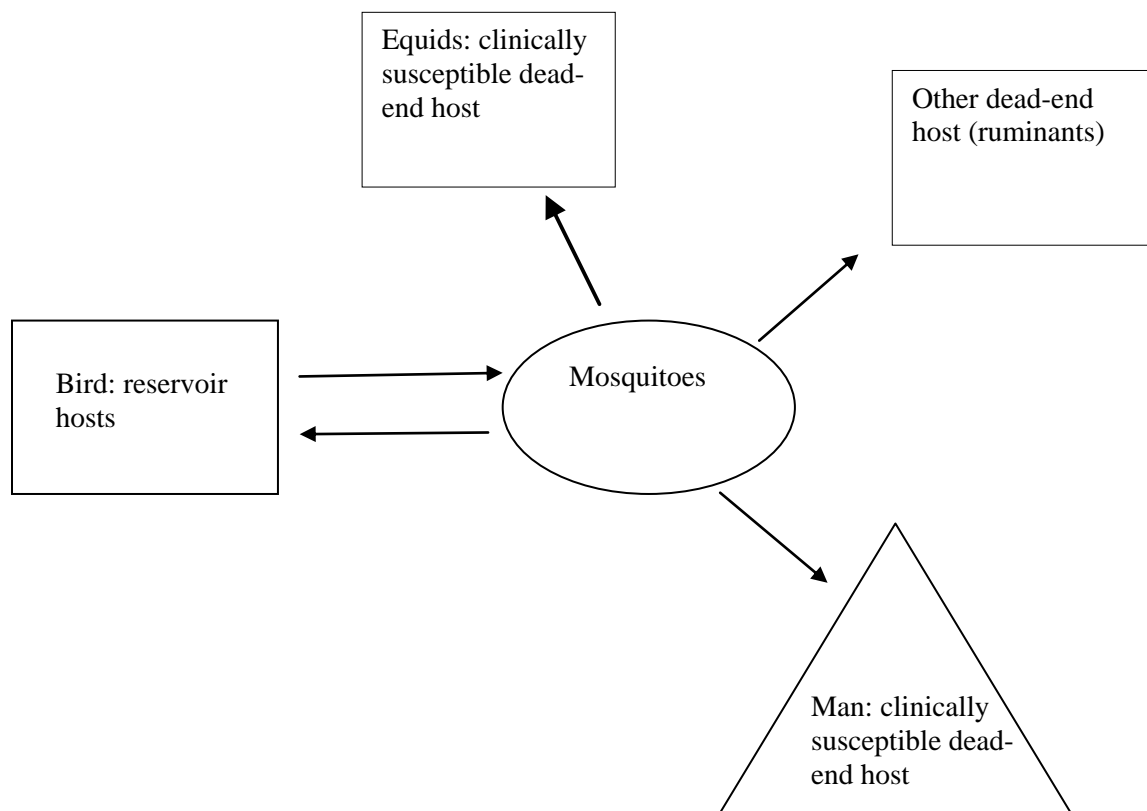 Equids: clinically
susceptible dead-
end host
Other dead-end
host (ruminants)
Bird: reservoir
hosts
Mosquitoes
Man: clinically
susceptible dead-
end host